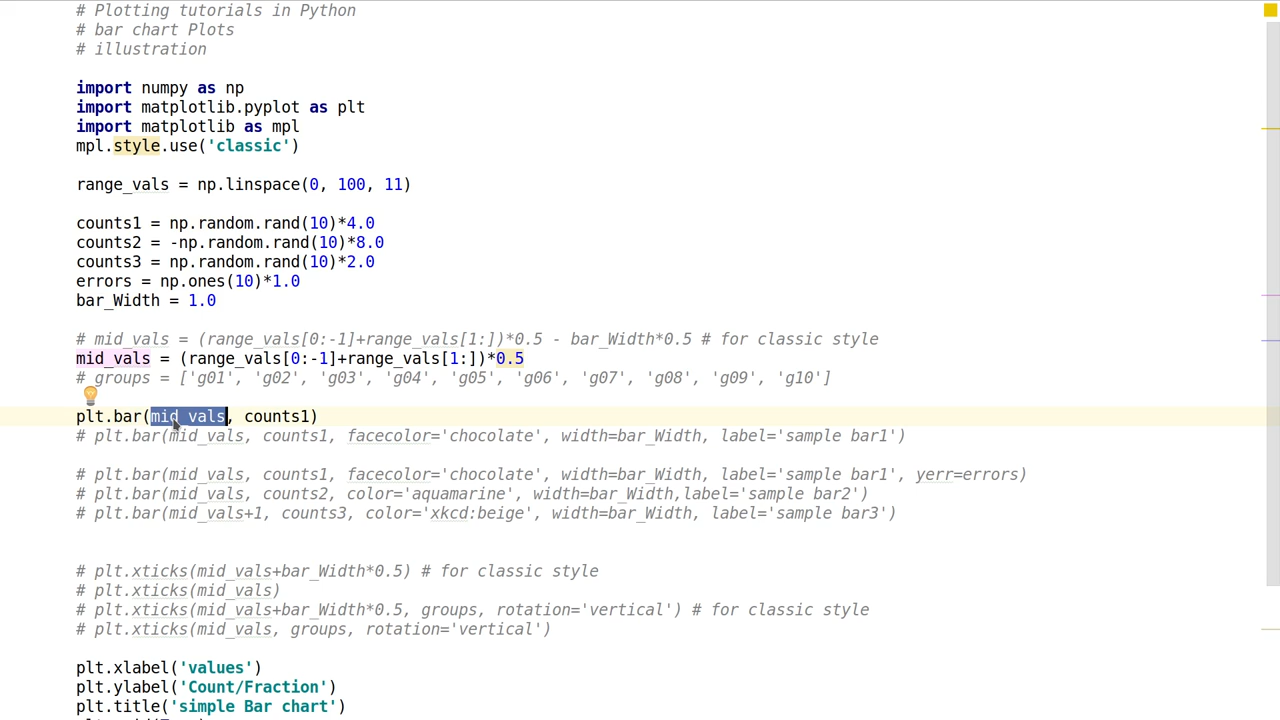 # Plotting tutorials in Python
# bar chart Plots
# illustration
import numpy as np
import matplotlib.pyplot as plt
import matplotlib as mpl
mpl.style.use('classic')
range_vals = np.linspace(0, 100, 11)
counts1 = np.random.rand(10)*4.0
counts2 = -np.random.rand(10)*8.0
counts3 = np.random.rand(10)*2.0
errors = np.ones(10)*1.0
bar_Width = 1.0
# mid_vals = (range_vals[0:-1]+range_vals[1:])*0.5 - bar_Width*0.5 # for classic style
mid_vals = (range_vals[0:-1]+range_vals[1:])*0.5
# groups = ['g01', 'g02', 'g03', 'g04', 'g05', 'g06', 'g07', 'g08', 'g09', 'g10']
plt.bar(mid_vals, counts1)
# plt.bar(mid_vals, counts1, facecolor='chocolate', width=bar_Width, label='sample bar1')
# plt.bar(mid_vals, counts1, facecolor='chocolate', width=bar_Width, label='sample bar1', yerr=errors)
# plt.bar(mid_vals, counts2, color='aquamarine', width=bar_Width,label='sample bar2')
# plt.bar(mid_vals+1, counts3, color='xkcd:beige', width=bar_Width, label='sample bar3')
# plt.xticks(mid_vals+bar_Width*0.5) # for classic style
# plt.xticks(mid_vals)
# plt.xticks(mid_vals+bar_Width*0.5, groups, rotation='vertical') # for classic style
# plt.xticks(mid_vals, groups, rotation='vertical')
plt.xlabel('values')
plt.ylabel('Count/Fraction')
plt.title('simple Bar chart')